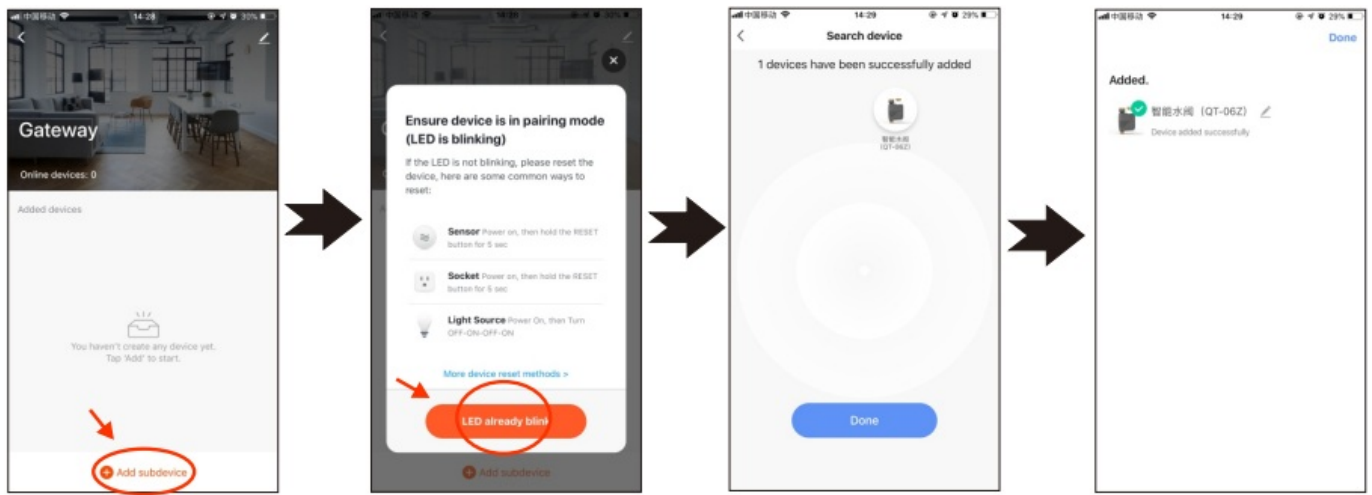 中国移动 14:28 30%
Gateway
Online devices: 0
Added devices
You haven't create any device yet.
Tap 'Add' to start.
Add subdevice
中国移动 30%
Ensure device is in pairing mode
(LED is blinking)
If the LED is not blinking, please reset the
device, here are some common ways to
reset:
Sensor Power on, then hold the RESET
button for 5 sec
Socket Power on, then hold the RESET
button for 5 sec
Light Source Power On, then Turn
OFF-ON-OFF-ON
More device reset methods >
LED already blink
Add subdevice
中国移动 14:29 29%
Search device
1 devices have been successfully added
智能水阀
(QT-06Z)
Done
中国移动 14:29 29%
Done
Added.
智能水阀 (QT-06Z)
Device added successfully